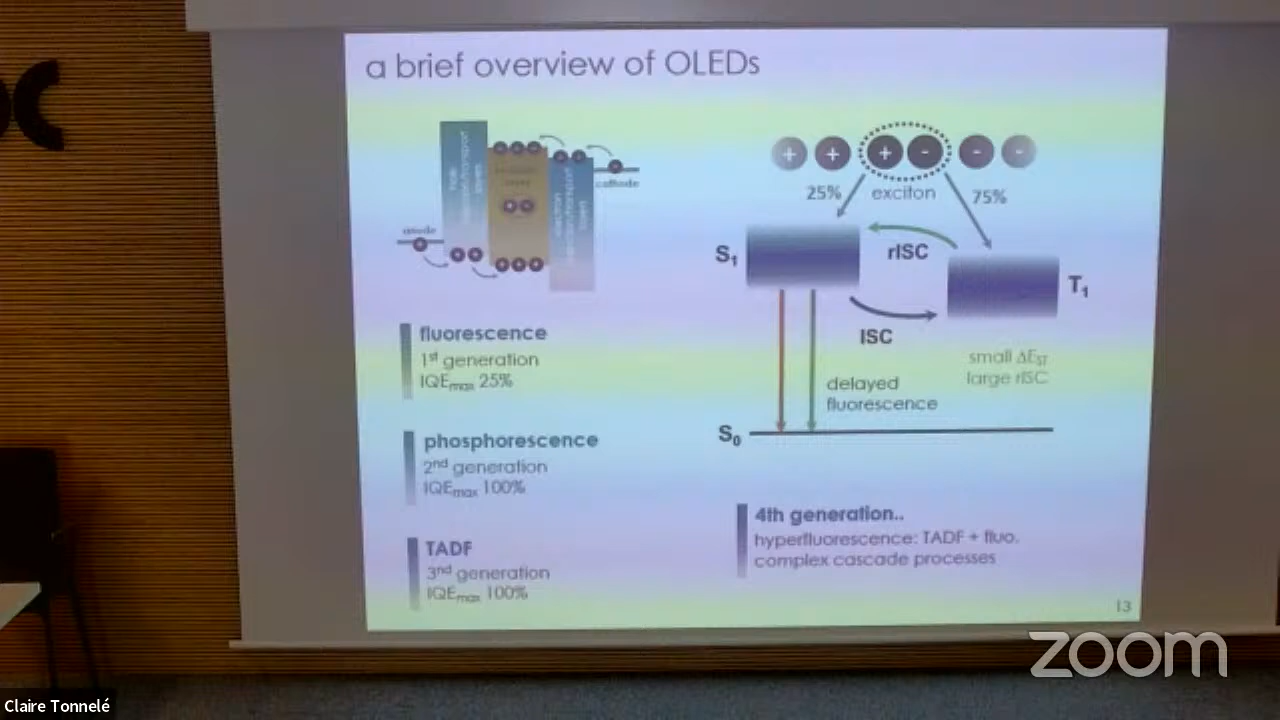 a brief overview of OLEDs
anode
cathode
25%
exciton
75%
S1
rISC
T1
ISC
small ΔEST
large rISC
delayed
fluorescence
S0
fluorescence
1st generation
IQEmax 25%
phosphorescence
2nd generation
IQEmax 100%
TADF
3nd generation
IQEmax 100%
4th generation..
hyperfluorescence: TADF + fluo.
complex cascade processes
13
zoom
Claire Tonnelé